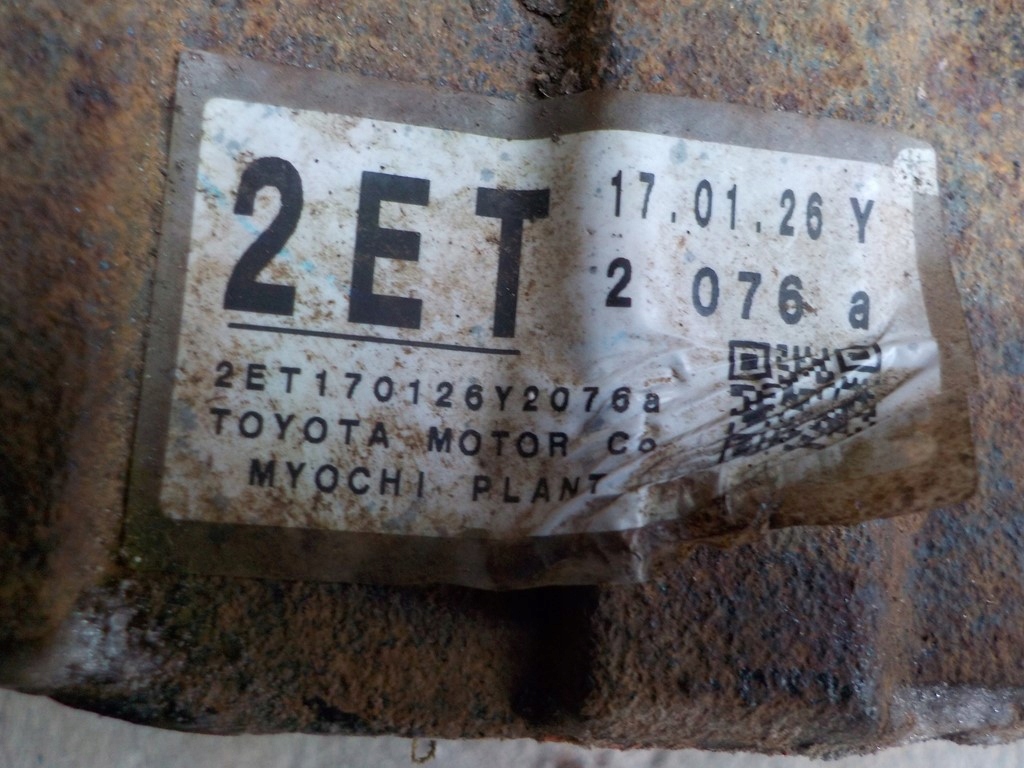 2ET
17.01.26 Y
2 076 a
2ET170126Y2076a
TOYOTA MOTOR Co
MYOCHI PLANT